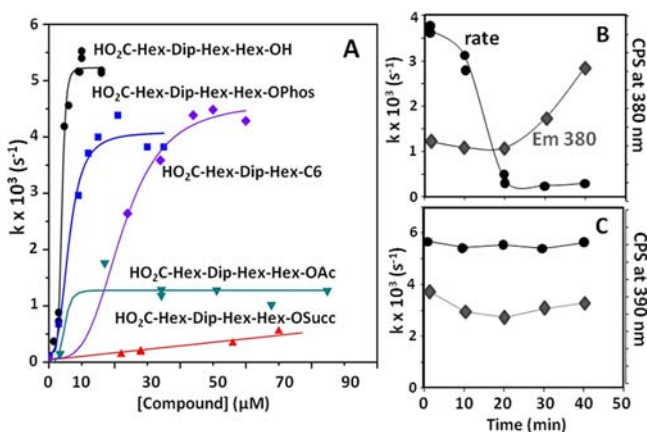 A
k x 10³ (s⁻¹)
6
5
4
3
2
1
0
HO₂C-Hex-Dip-Hex-Hex-OH
HO₂C-Hex-Dip-Hex-Hex-OPhos
HO₂C-Hex-Dip-Hex-C6
HO₂C-Hex-Dip-Hex-Hex-OAc
HO₂C-Hex-Dip-Hex-Hex-OSucc
0 10 30 50 70 90
[Compound] (μM)
B
k x 10³ (s⁻¹)
4
3
2
1
0
rate
Em 380
CPS at 380 nm
0 10 20 30 40
C
k x 10³ (s⁻¹)
6
4
2
0
CPS at 390 nm
0 10 20 30 40
Time (min)